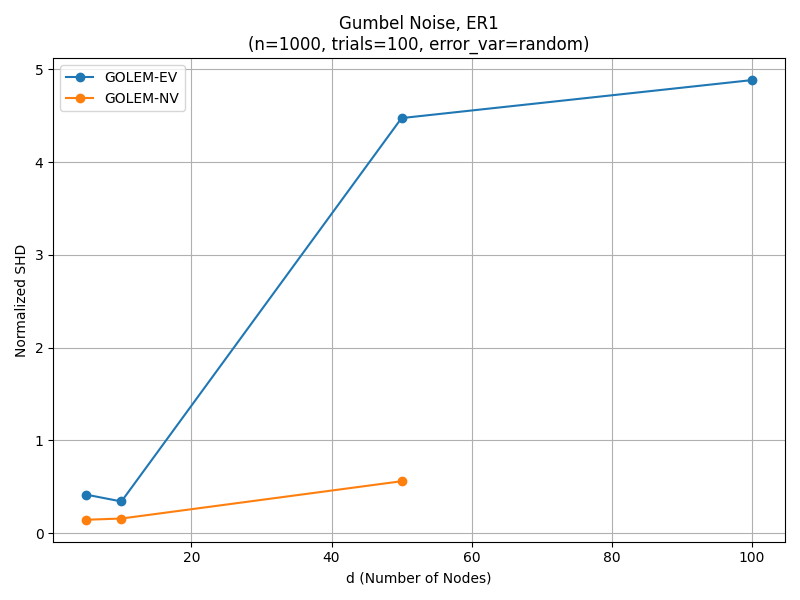 Gumbel Noise, ER1
(n=1000, trials=100, error_var=random)
GOLEM-EV
GOLEM-NV
Normalized SHD
5
4
3
2
1
0
20 40 60 80 100
d (Number of Nodes)